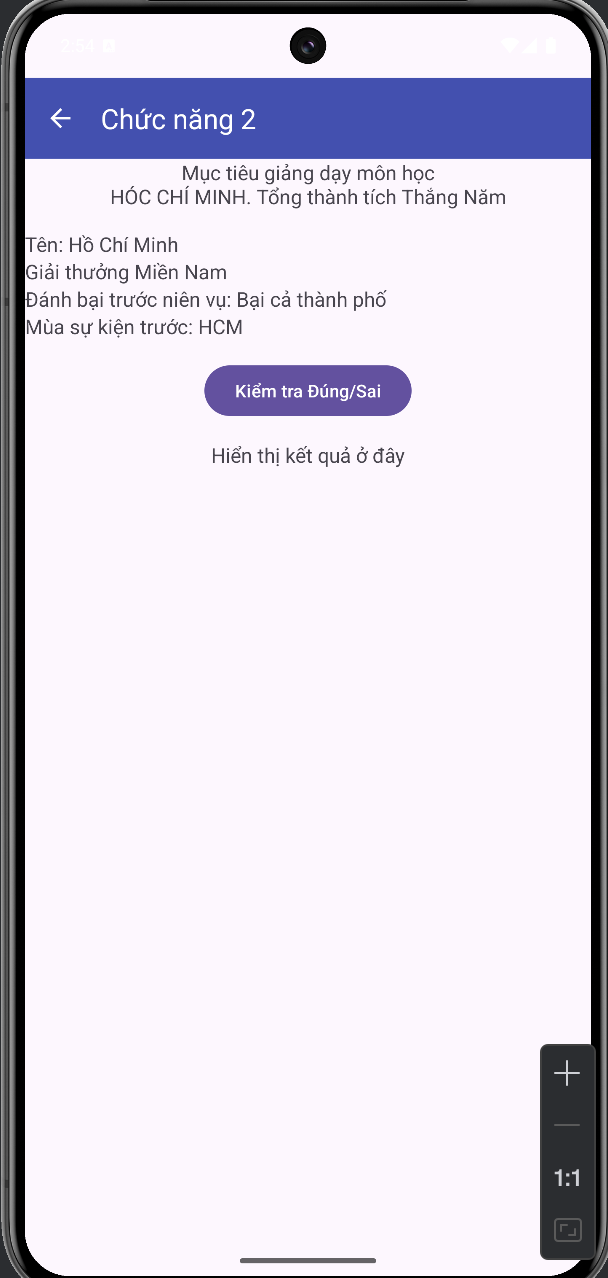 2:54
Chức năng 2
Mục tiêu giảng dạy môn học
HÓC CHÍ MINH. Tổng thành tích Thắng Năm
Tên: Hồ Chí Minh
Giải thưởng Miền Nam
Đánh bại trước niên vụ: Bại cả thành phố
Mùa sự kiện trước: HCM
Kiểm tra Đúng/Sai
Hiển thị kết quả ở đây
1:1